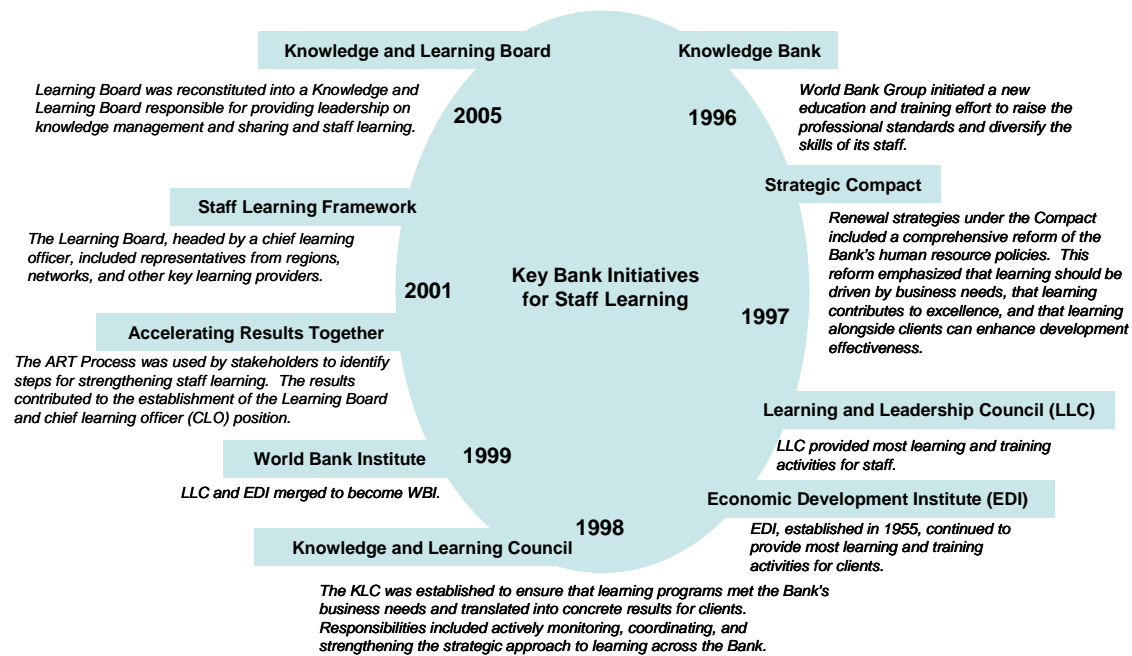 Knowledge and Learning Board
Learning Board was reconstituted into a Knowledge and
Learning Board responsible for providing leadership on
knowledge management and sharing and staff learning.
2005
Knowledge Bank
1996
World Bank Group initiated a new
education and training effort to raise the
professional standards and diversify the
skills of its staff.
Strategic Compact
Renewal strategies under the Compact
included a comprehensive reform of the
Bank's human resource policies.  This
reform emphasized that learning should be
driven by business needs, that learning
contributes to excellence, and that learning
alongside clients can enhance development
effectiveness.
1997
Staff Learning Framework
The Learning Board, headed by a chief learning
officer, included representatives from regions,
networks, and other key learning providers.
2001
Key Bank Initiatives
for Staff Learning
Accelerating Results Together
The ART Process was used by stakeholders to identify
steps for strengthening staff learning.  The results
contributed to the establishment of the Learning Board
and chief learning officer (CLO) position.
Learning and Leadership Council (LLC)
LLC provided most learning and training
activities for staff.
World Bank Institute
1999
LLC and EDI merged to become WBI.
Economic Development Institute (EDI)
EDI, established in 1955, continued to
provide most learning and training
activities for clients.
1998
Knowledge and Learning Council
The KLC was established to ensure that learning programs met the Bank's
business needs and translated into concrete results for clients.
Responsibilities included actively monitoring, coordinating, and
strengthening the strategic approach to learning across the Bank.